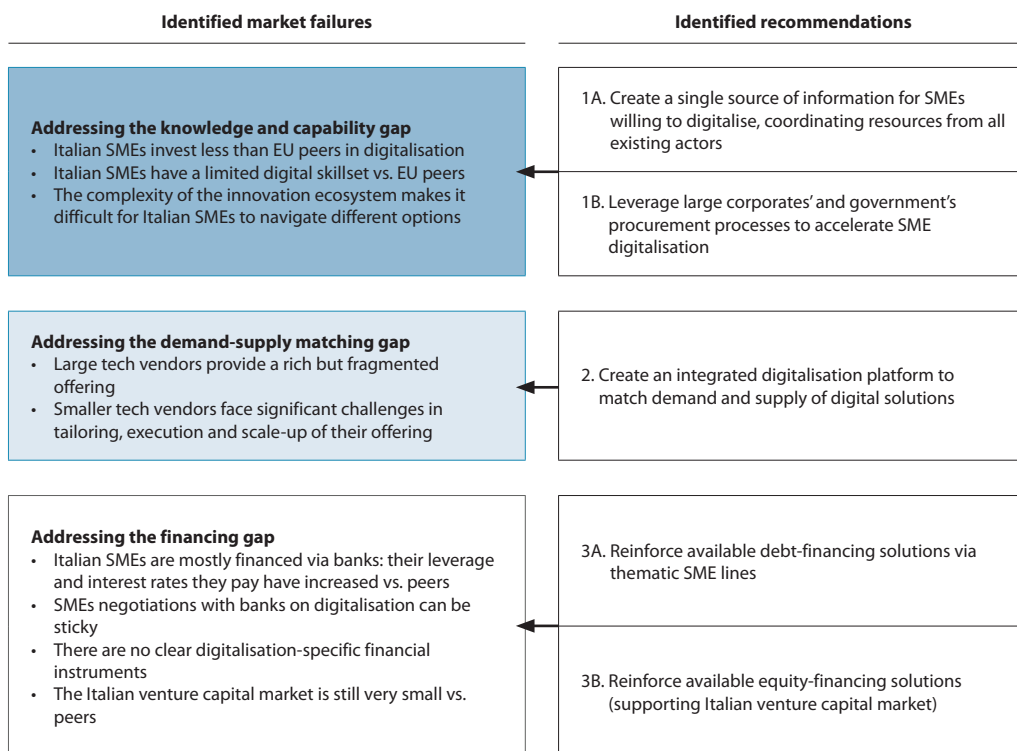 Identified market failures
Identified recommendations
Addressing the knowledge and capability gap
• Italian SMEs invest less than EU peers in digitalisation
• Italian SMEs have a limited digital skillset vs. EU peers
• The complexity of the innovation ecosystem makes it
difficult for Italian SMEs to navigate different options
1A. Create a single source of information for SMEs
willing to digitalise, coordinating resources from all
existing actors
1B. Leverage large corporates’ and government’s
procurement processes to accelerate SME
digitalisation
Addressing the demand-supply matching gap
• Large tech vendors provide a rich but fragmented
offering
• Smaller tech vendors face significant challenges in
tailoring, execution and scale-up of their offering
2. Create an integrated digitalisation platform to
match demand and supply of digital solutions
Addressing the financing gap
• Italian SMEs are mostly financed via banks: their leverage
and interest rates they pay have increased vs. peers
• SMEs negotiations with banks on digitalisation can be
sticky
• There are no clear digitalisation-specific financial
instruments
• The Italian venture capital market is still very small vs.
peers
3A. Reinforce available debt-financing solutions via
thematic SME lines
3B. Reinforce available equity-financing solutions
(supporting Italian venture capital market)